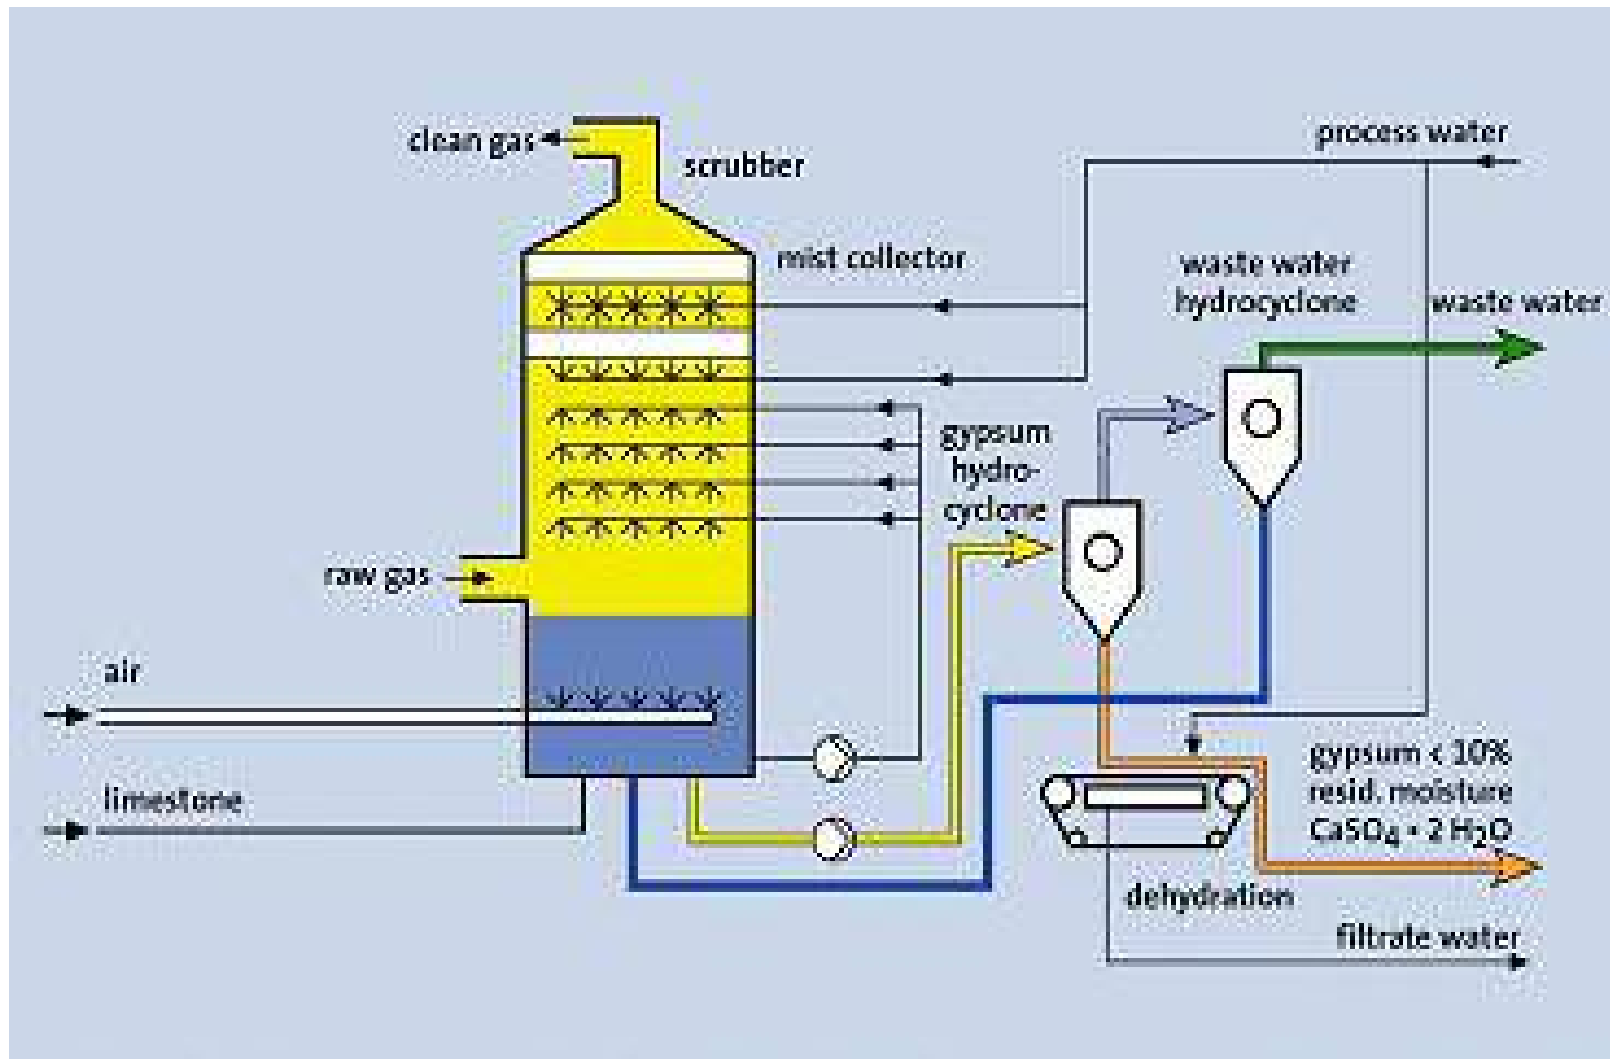 clean gas
scrubber
process water
mist collector
waste water
hydrocyclone
waste water
gypsum
hydro-
cyclone
raw gas
air
limestone
gypsum < 10%
resid. moisture
CaSO4 • 2 H2O
dehydration
filtrate water